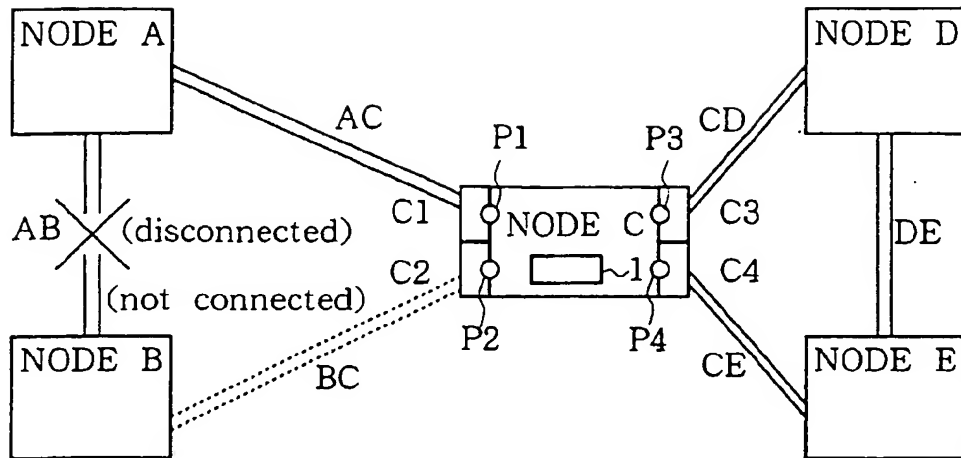 NODE A
NODE D
AC
CD
P1
P3
C1
NODE C
C3
AB
(disconnected)
DE
C2
1
C4
(not connected)
P2
P4
NODE B
BC
CE
NODE E